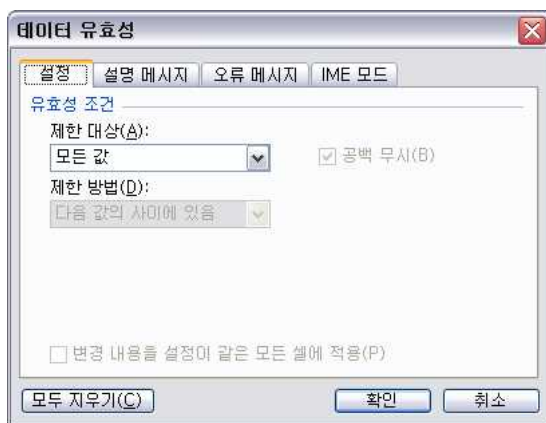 데이터 유효성
설정 설명 메시지 오류 메시지 IME 모드
유효성 조건
제한 대상(A):
모든 값
공백 무시(B)
제한 방법(D):
다음 값의 사이에 있음
변경 내용을 설정이 같은 모든 셀에 적용(P)
모두 지우기(C) 확인 취소